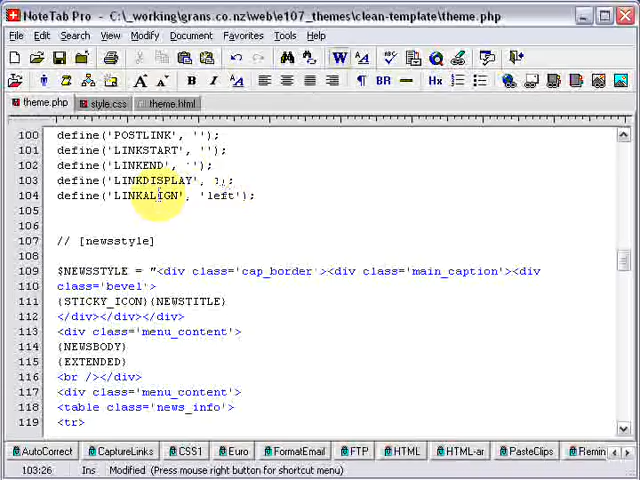 NoteTab Pro - C:\_working\grans.co.nz\web\e107_themes\clean-template\theme.php
File Edit Search View Modify Document Favorites Tools Help
theme.php style.css theme.html
100 define('POSTLINK', '');
101 define('LINKSTART', '');
102 define('LINKEND', '');
103 define('LINKDISPLAY', 1);
104 define('LINKALIGN', 'left');
105
106
107 // [newsstyle]
108
109 $NEWSSTYLE = "<div class='cap_border'><div class='main_caption'><div
110 class='bevel'>
111 {STICKY_ICON}{NEWSTITLE}
112 </div></div></div>
113 <div class='menu_content'>
114 {NEWSBODY}
115 {EXTENDED}
116 <br /></div>
117 <div class='menu_content'>
118 <table class='news_info'>
119 <tr>
AutoCorrect CaptureLinks CSS1 Euro FormatEmail FTP HTML HTML-ar PasteClips Remin
103:26 Ins Modified (Press mouse right button for shortcut menu)